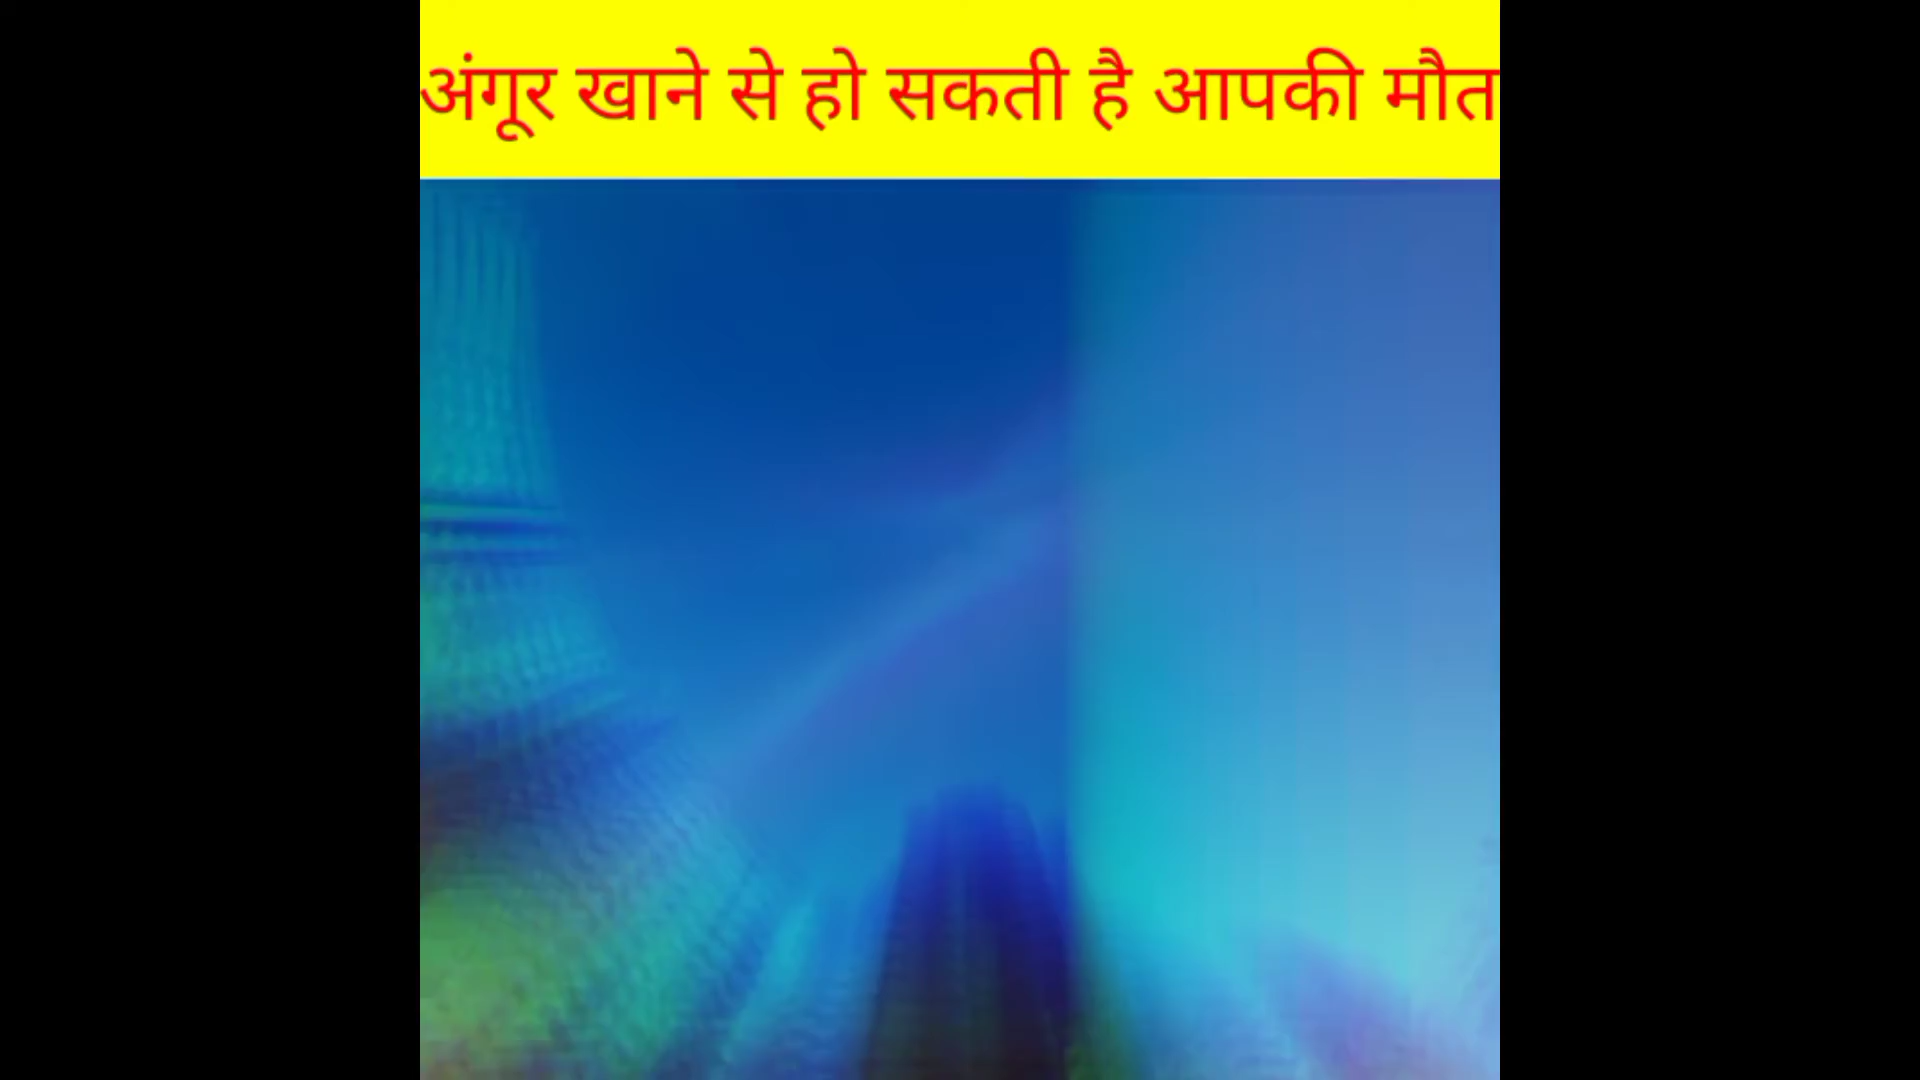 अंगूर खाने से हो सकती है आपकी मौत